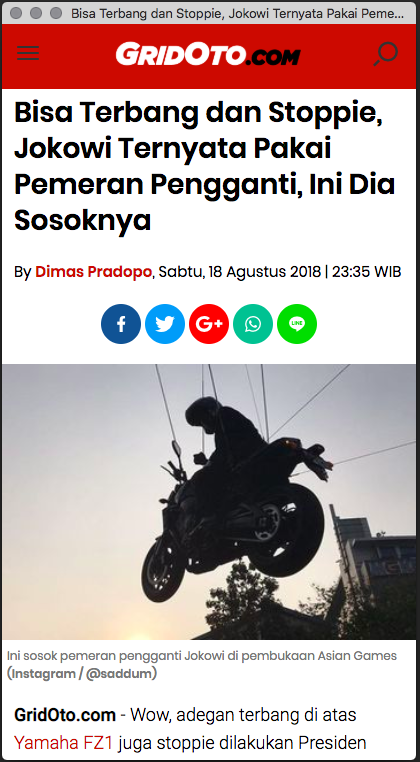 Bisa Terbang dan Stoppie, Jokowi Ternyata Pakai Peme...
GRIDOTO.COM
Bisa Terbang dan Stoppie,
Jokowi Ternyata Pakai
Pemeran Pengganti, Ini Dia
Sosoknya
By Dimas Pradopo, Sabtu, 18 Agustus 2018 | 23:35 WIB
f
G+
LINE
Ini sosok pemeran pengganti Jokowi di pembukaan Asian Games
(Instagram / @saddum)
GridOto.com - Wow, adegan terbang di atas
Yamaha FZ1 juga stoppie dilakukan Presiden